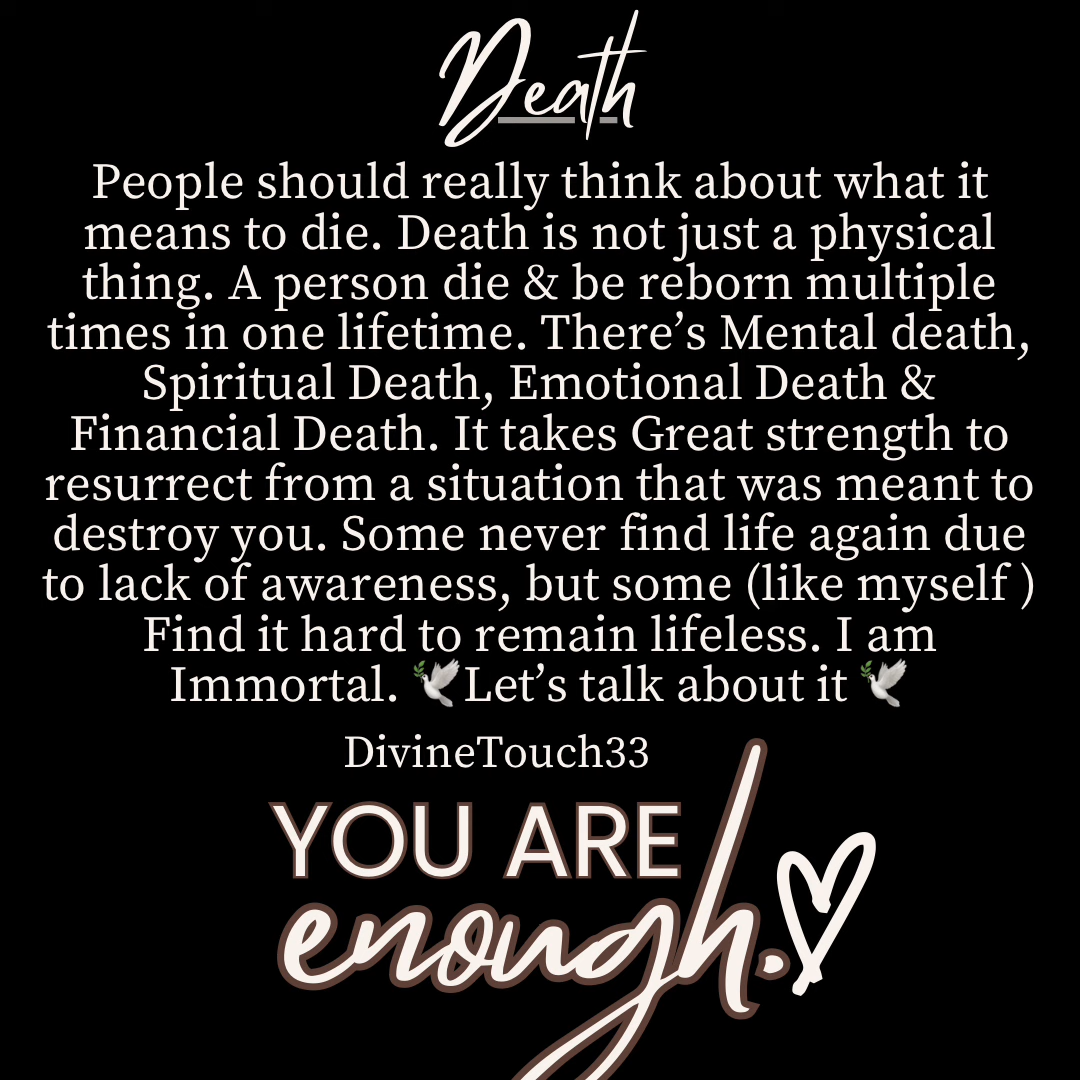 Death
People should really think about what it
means to die. Death is not just a physical
thing. A person die & be reborn multiple
times in one lifetime. There’s Mental death,
Spiritual Death, Emotional Death &
Financial Death. It takes Great strength to
resurrect from a situation that was meant to
destroy you. Some never find life again due
to lack of awareness, but some (like myself )
Find it hard to remain lifeless. I am
Immortal. 🕊️Let’s talk about it 🕊️
DivineTouch33
YOU ARE
enough.